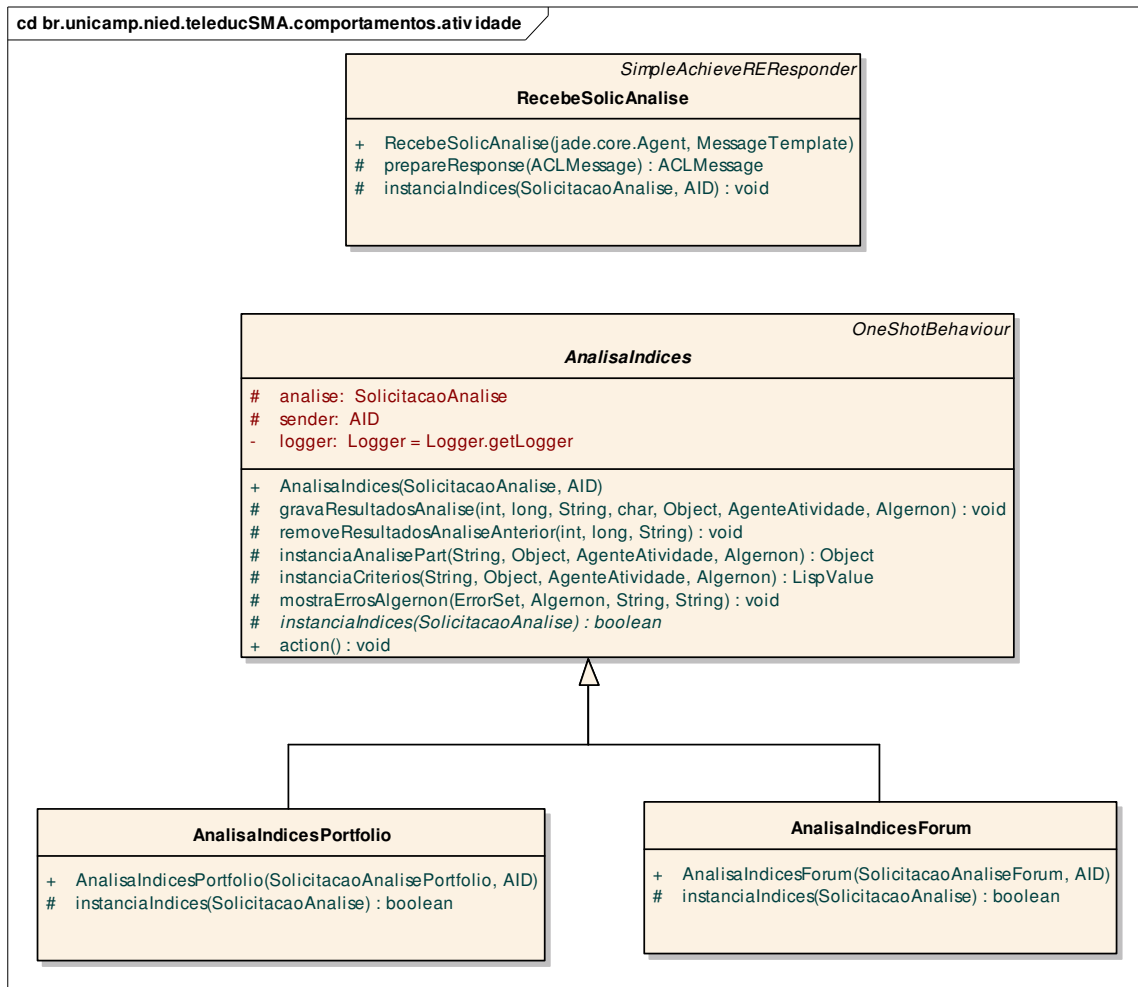 cd br.unicamp.nied.teleducSMA.comportamentos.atividade
SimpleAchieveREResponder
RecebeSolicAnalise
+ RecebeSolicAnalise(jade.core.Agent, MessageTemplate)
# prepareResponse(ACLMessage) : ACLMessage
# instanciaIndices(SolicitacaoAnalise, AID) : void
OneShotBehaviour
AnalisaIndices
# analise: SolicitacaoAnalise
# sender: AID
- logger: Logger = Logger.getLogger
+ AnalisaIndices(SolicitacaoAnalise, AID)
# gravaResultadosAnalise(int, long, String, char, Object, AgenteAtividade, Algernon) : void
# removeResultadosAnaliseAnterior(int, long, String) : void
# instanciaAnalisePart(String, Object, AgenteAtividade, Algernon) : Object
# instanciaCriterios(String, Object, AgenteAtividade, Algernon) : LispValue
# mostraErrosAlgernon(ErrorSet, Algernon, String, String) : void
# instanciaIndices(SolicitacaoAnalise) : boolean
+ action() : void
AnalisaIndicesPortfolio
+ AnalisaIndicesPortfolio(SolicitacaoAnalisePortfolio, AID)
# instanciaIndices(SolicitacaoAnalise) : boolean
AnalisaIndicesForum
+ AnalisaIndicesForum(SolicitacaoAnaliseForum, AID)
# instanciaIndices(SolicitacaoAnalise) : boolean